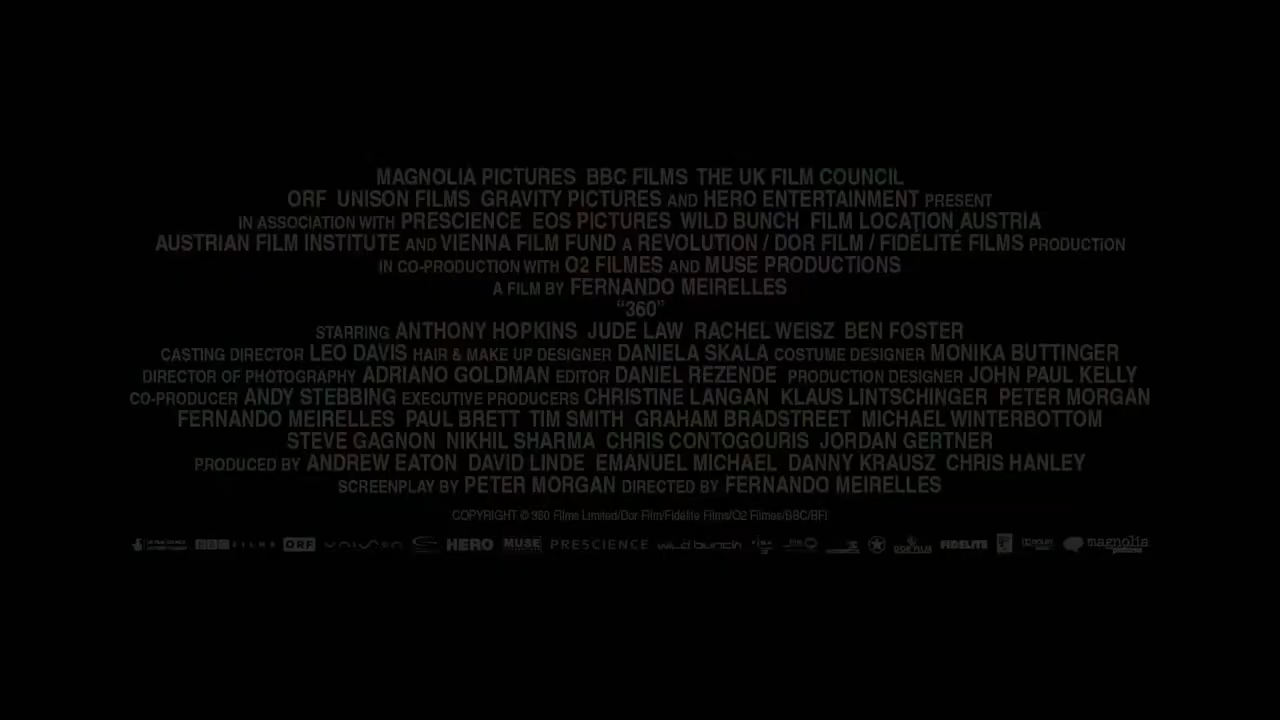 MAGNOLIA PICTURES BBC FILMS THE UK FILM COUNCIL
ORF UNISON FILMS GRAVITY PICTURES AND HERO ENTERTAINMENT PRESENT
IN ASSOCIATION WITH PRESCIENCE EOS PICTURES WILD BUNCH FILM LOCATION AUSTRIA
AUSTRIAN FILM INSTITUTE AND VIENNA FILM FUND A REVOLUTION / DOR FILM / FIDÉLITÉ FILMS PRODUCTION
IN CO-PRODUCTION WITH O2 FILMES AND MUSE PRODUCTIONS
A FILM BY FERNANDO MEIRELLES
“360”
STARRING ANTHONY HOPKINS JUDE LAW RACHEL WEISZ BEN FOSTER
CASTING DIRECTOR LEO DAVIS HAIR & MAKE UP DESIGNER DANIELA SKALA COSTUME DESIGNER MONIKA BUTTINGER
DIRECTOR OF PHOTOGRAPHY ADRIANO GOLDMAN EDITOR DANIEL REZENDE PRODUCTION DESIGNER JOHN PAUL KELLY
CO-PRODUCER ANDY STEBBING EXECUTIVE PRODUCERS CHRISTINE LANGAN KLAUS LINTSCHINGER PETER MORGAN
FERNANDO MEIRELLES PAUL BRETT TIM SMITH GRAHAM BRADSTREET MICHAEL WINTERBOTTOM
STEVE GAGNON NIKHIL SHARMA CHRIS CONTOGOURIS JORDAN GERTNER
PRODUCED BY ANDREW EATON DAVID LINDE EMANUEL MICHAEL DANNY KRAUSZ CHRIS HANLEY
SCREENPLAY BY PETER MORGAN DIRECTED BY FERNANDO MEIRELLES
COPYRIGHT © 360 Films Limited/Dor Film/Fidélité Films/O2 Filmes/BBC/BFI
BBC FILMS ORF UNISON HERO MUSE PRESCIENCE wild bunch DOR FILM FIDELITE magnolia pictures